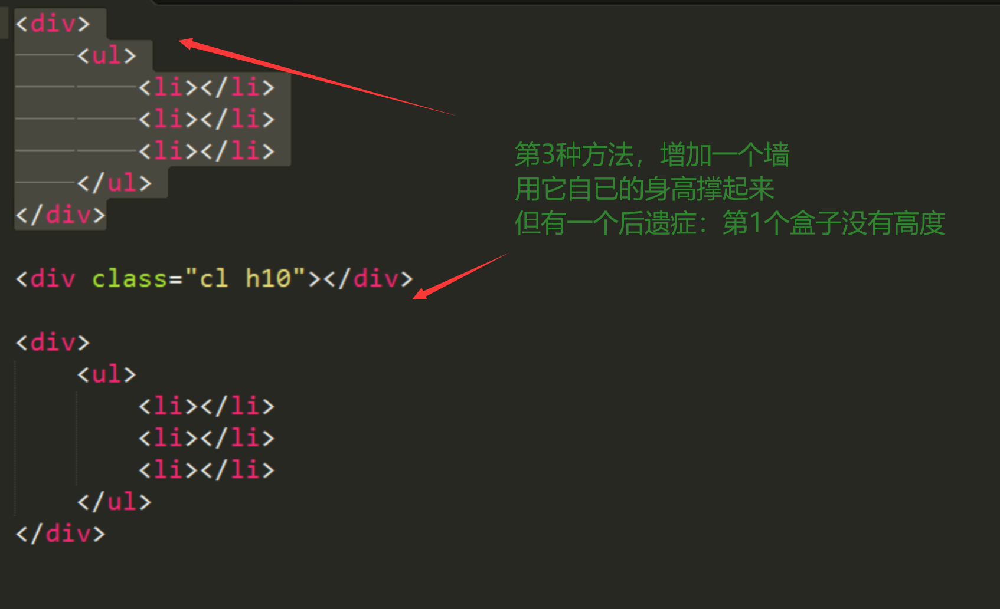 <div>
<ul>
<li></li>
<li></li>
<li></li>
</ul>
</div>
第3种方法，增加一个墙
用它自已的身高撑起来
但有一个后遗症：第1个盒子没有高度
<div class="cl h10"></div>
<div>
<ul>
<li></li>
<li></li>
<li></li>
</ul>
</div>